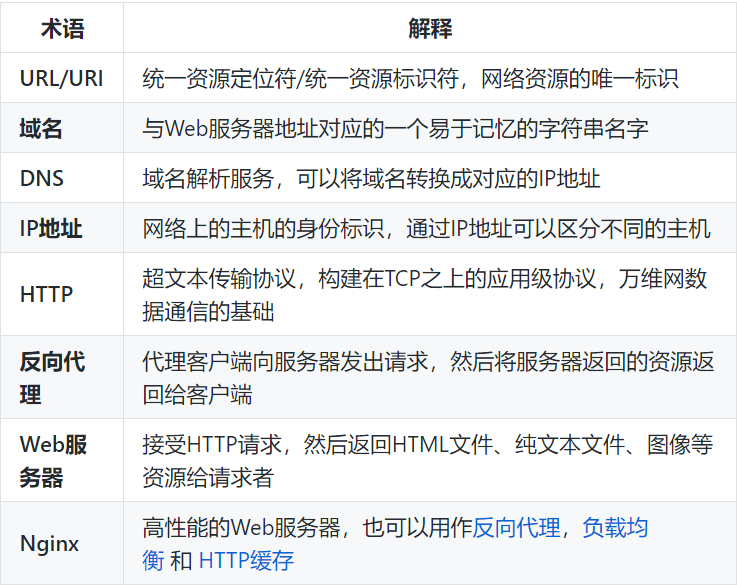 术语 解释
URL/URI 统一资源定位符/统一资源标识符，网络资源的唯一标识
域名 与Web服务器地址对应的一个易于记忆的字符串名字
DNS 域名解析服务，可以将域名转换成对应的IP地址
IP地址 网络上的主机的身份标识，通过IP地址可以区分不同的主机
HTTP 超文本传输协议，构建在TCP之上的应用级协议，万维网数
据通信的基础
反向代 代理客户端向服务器发出请求，然后将服务器返回的资源返
理 回给客户端
Web服 接受HTTP请求，然后返回HTML文件、纯文本文件、图像等
务器 资源给请求者
Nginx 高性能的Web服务器，也可以用作反向代理，负载均
衡 和 HTTP缓存